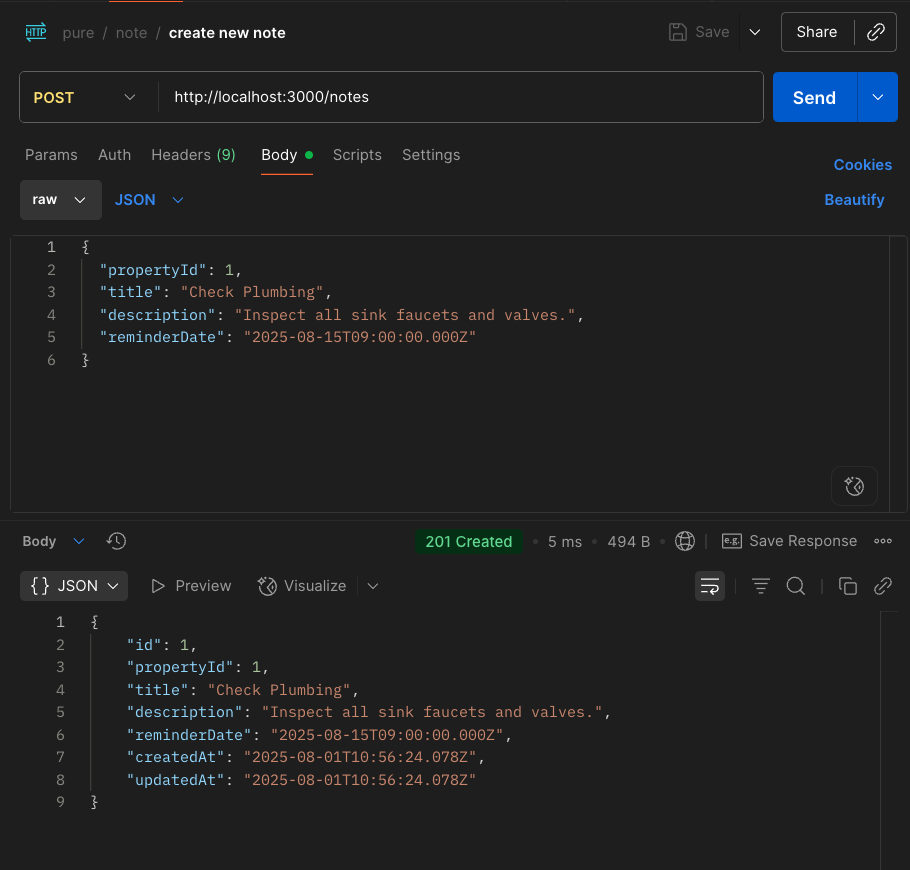 HTTP pure / note / create new note Save Share
POST http://localhost:3000/notes Send
Params Auth Headers (9) Body Scripts Settings Cookies
raw JSON Beautify
1 {
2 "propertyId": 1,
3 "title": "Check Plumbing",
4 "description": "Inspect all sink faucets and valves.",
5 "reminderDate": "2025-08-15T09:00:00.000Z"
6 }
Body 201 Created • 5 ms • 494 B • | e.g. Save Response
{} JSON Preview Visualize
1 {
2 "id": 1,
3 "propertyId": 1,
4 "title": "Check Plumbing",
5 "description": "Inspect all sink faucets and valves.",
6 "reminderDate": "2025-08-15T09:00:00.000Z",
7 "createdAt": "2025-08-01T10:56:24.078Z",
8 "updatedAt": "2025-08-01T10:56:24.078Z"
9 }